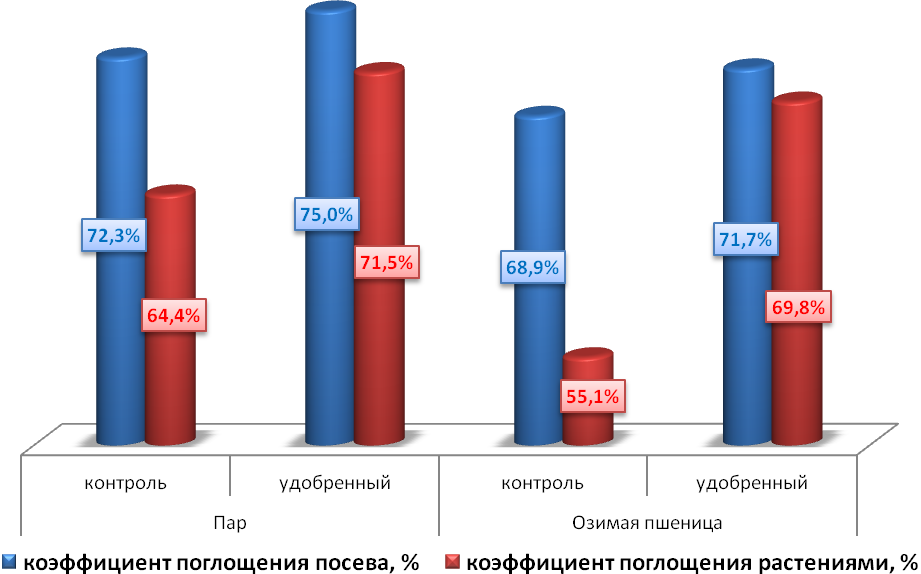 75,0%
72,3%
71,7%
71,5%
68,9%
69,8%
64,4%
55,1%
контроль удобренный контроль удобренный
Пар Озимая пшеница
коэффициент поглощения посева, % коэффициент поглощения растениями, %